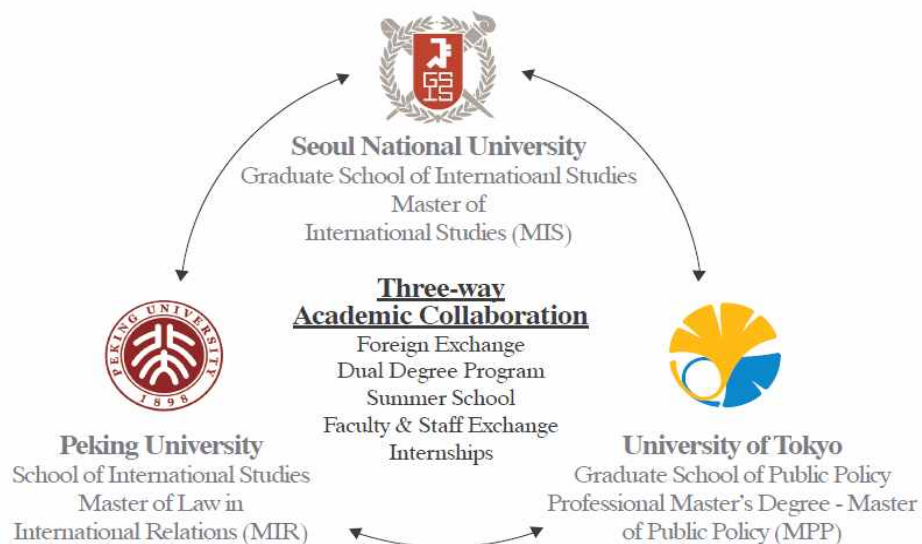 GS
IS
Seoul National University
Graduate School of Internatioanl Studies
Master of
International Studies (MIS)
Three-way
Academic Collaboration
Foreign Exchange
Dual Degree Program
Summer School
Faculty & Staff Exchange
Internships
PEKING UNIVERSITY
1898
Peking University
School of International Studies
Master of Law in
International Relations (MIR)
University of Tokyo
Graduate School of Public Policy
Professional Master's Degree - Master
of Public Policy (MPP)